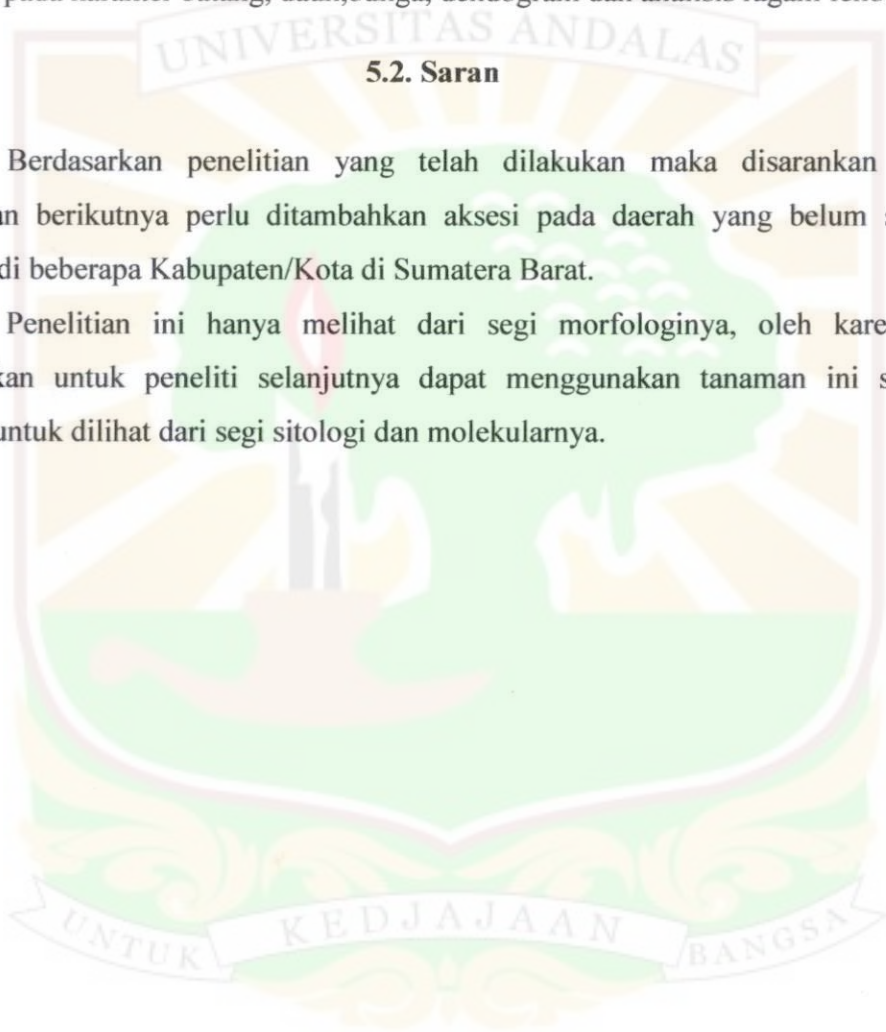 UNIVERSITAS ANDALAS
5.2. Saran
Berdasarkan penelitian yang telah dilakukan maka disarankan
berikutnya perlu ditambahkan aksesi pada daerah yang belum
di beberapa Kabupaten/Kota di Sumatera Barat.
Penelitian ini hanya melihat dari segi morfologinya, oleh
untuk peneliti selanjutnya dapat menggunakan tanaman ini
untuk dilihat dari segi sitologi dan molekularnya.
UNTUK KEDJAJAAN BANGSA